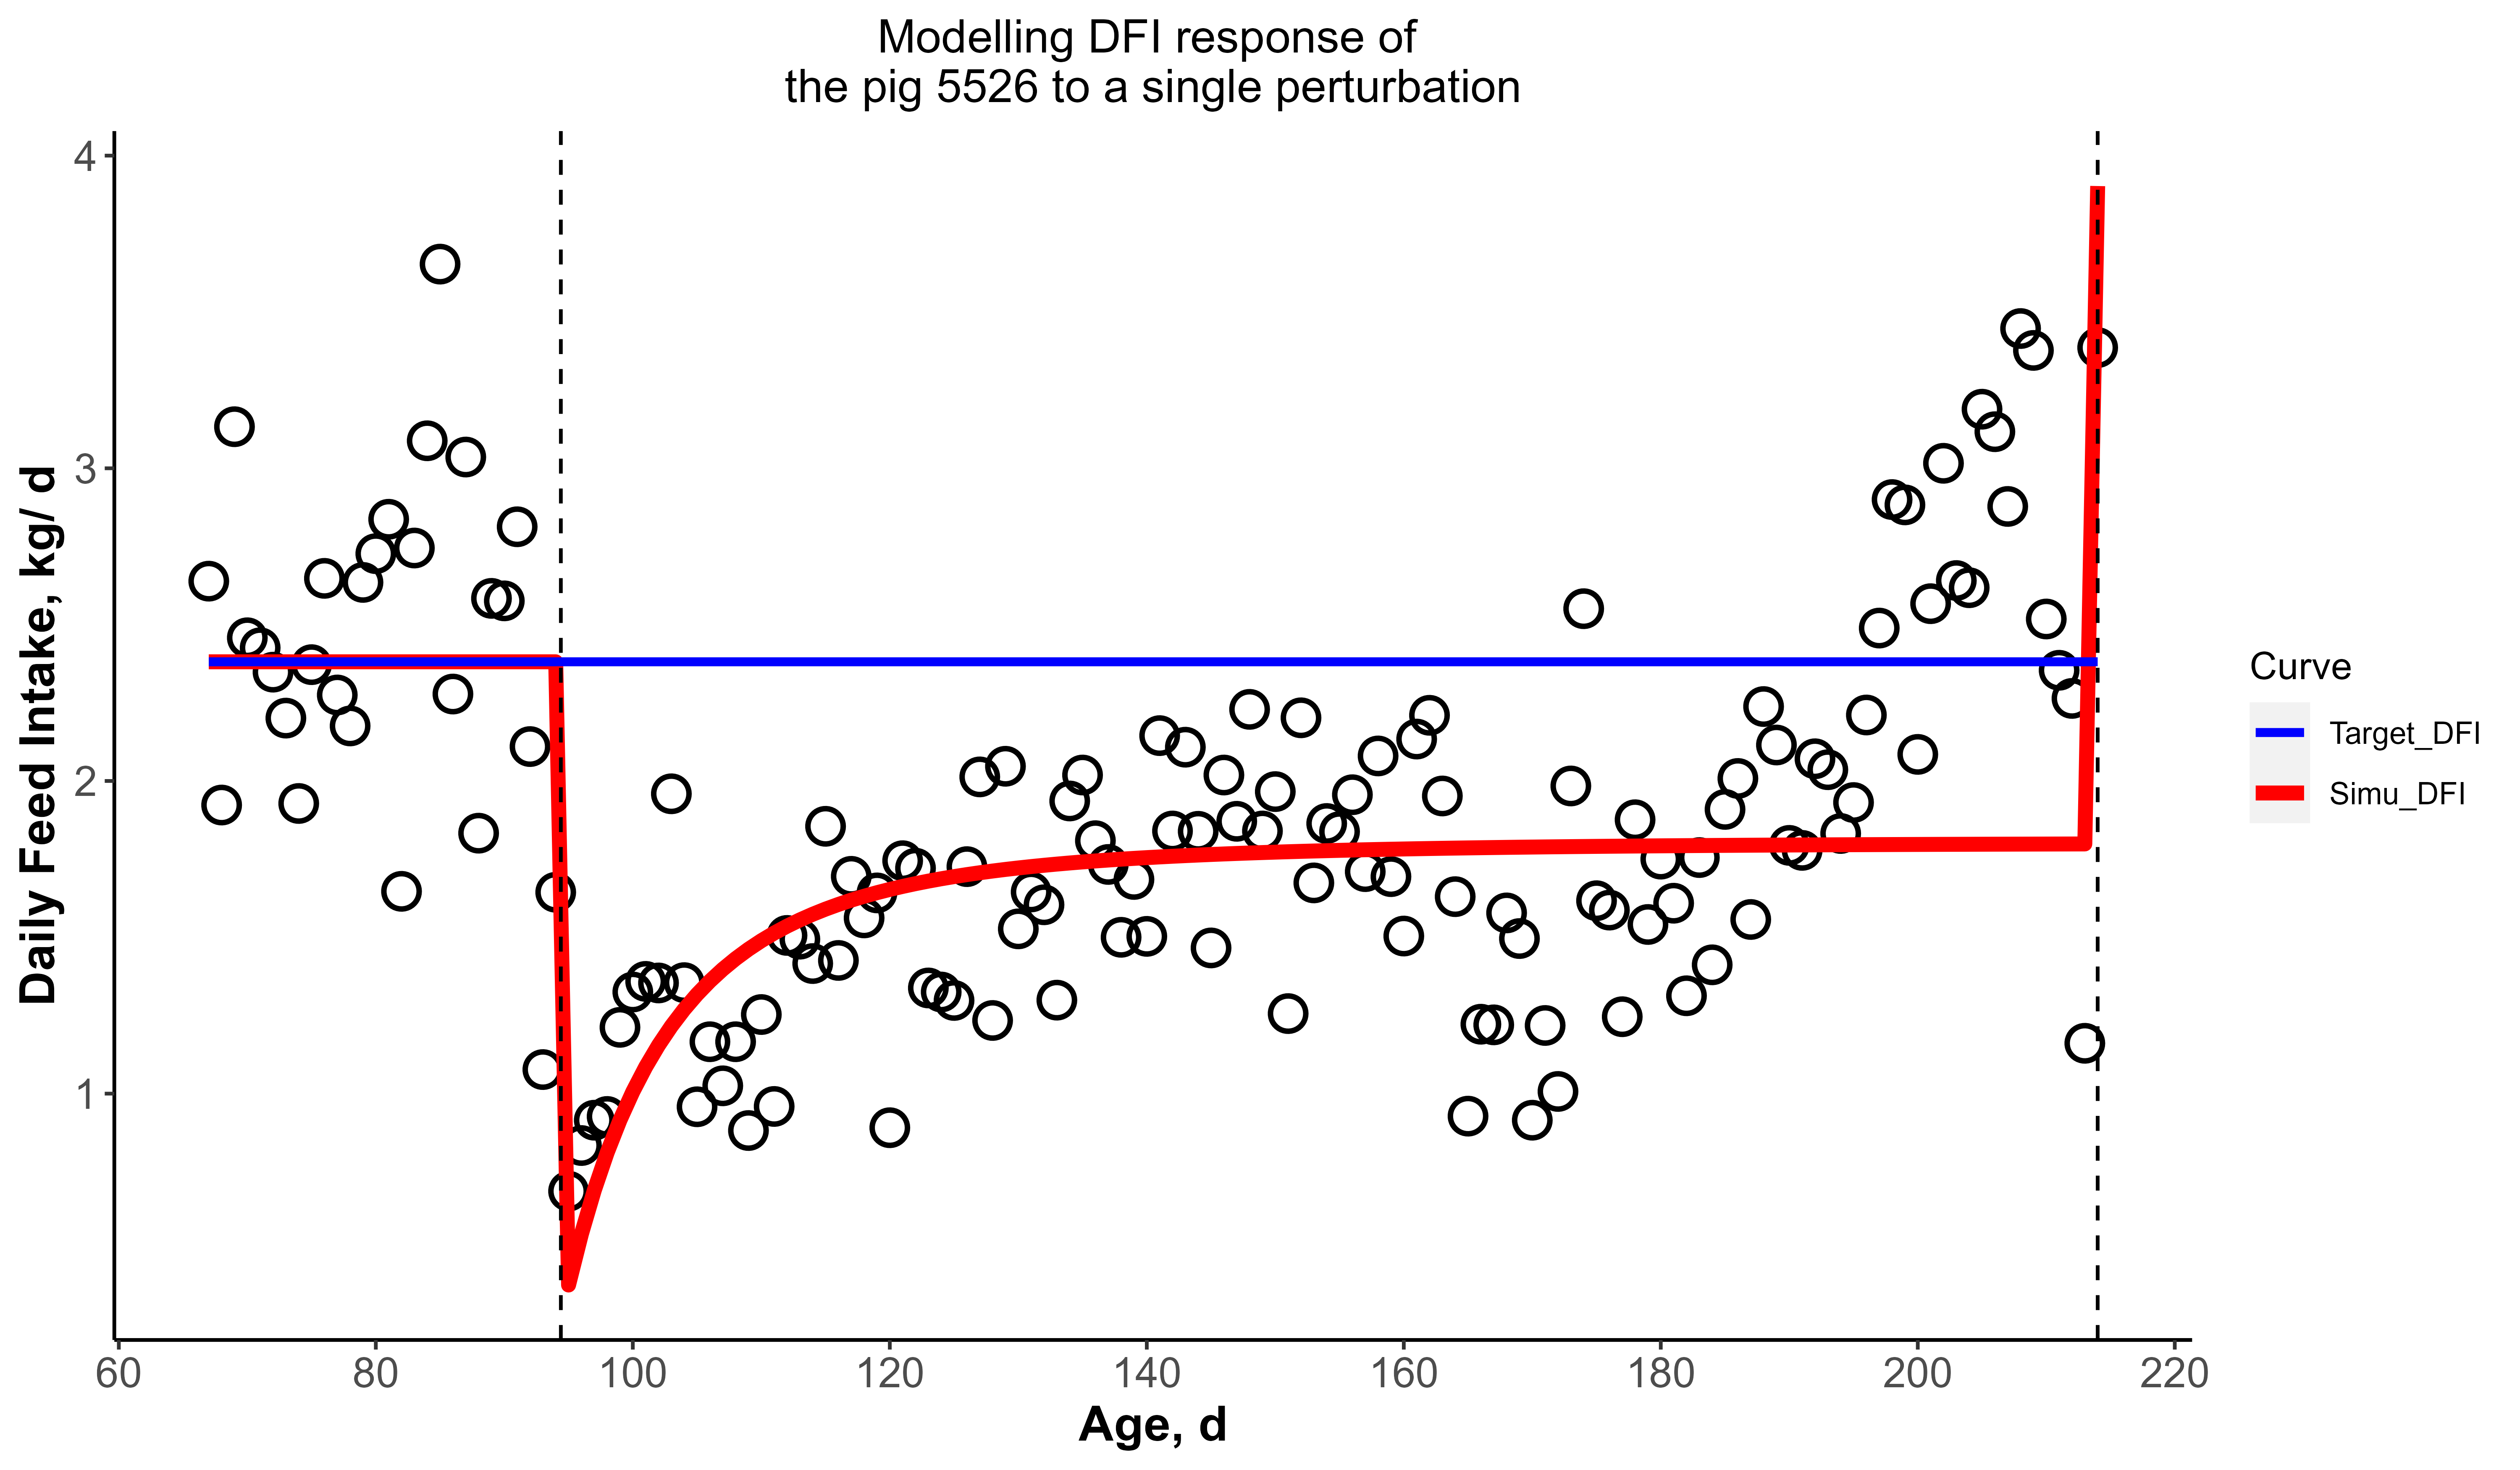 Modelling DFI response of
the pig 5526 to a single perturbation
Daily Feed Intake, kg/ d
4
3
2
1
60 80 100 120 140 160 180 200 220
Age, d
Curve
Target_DFI
Simu_DFI